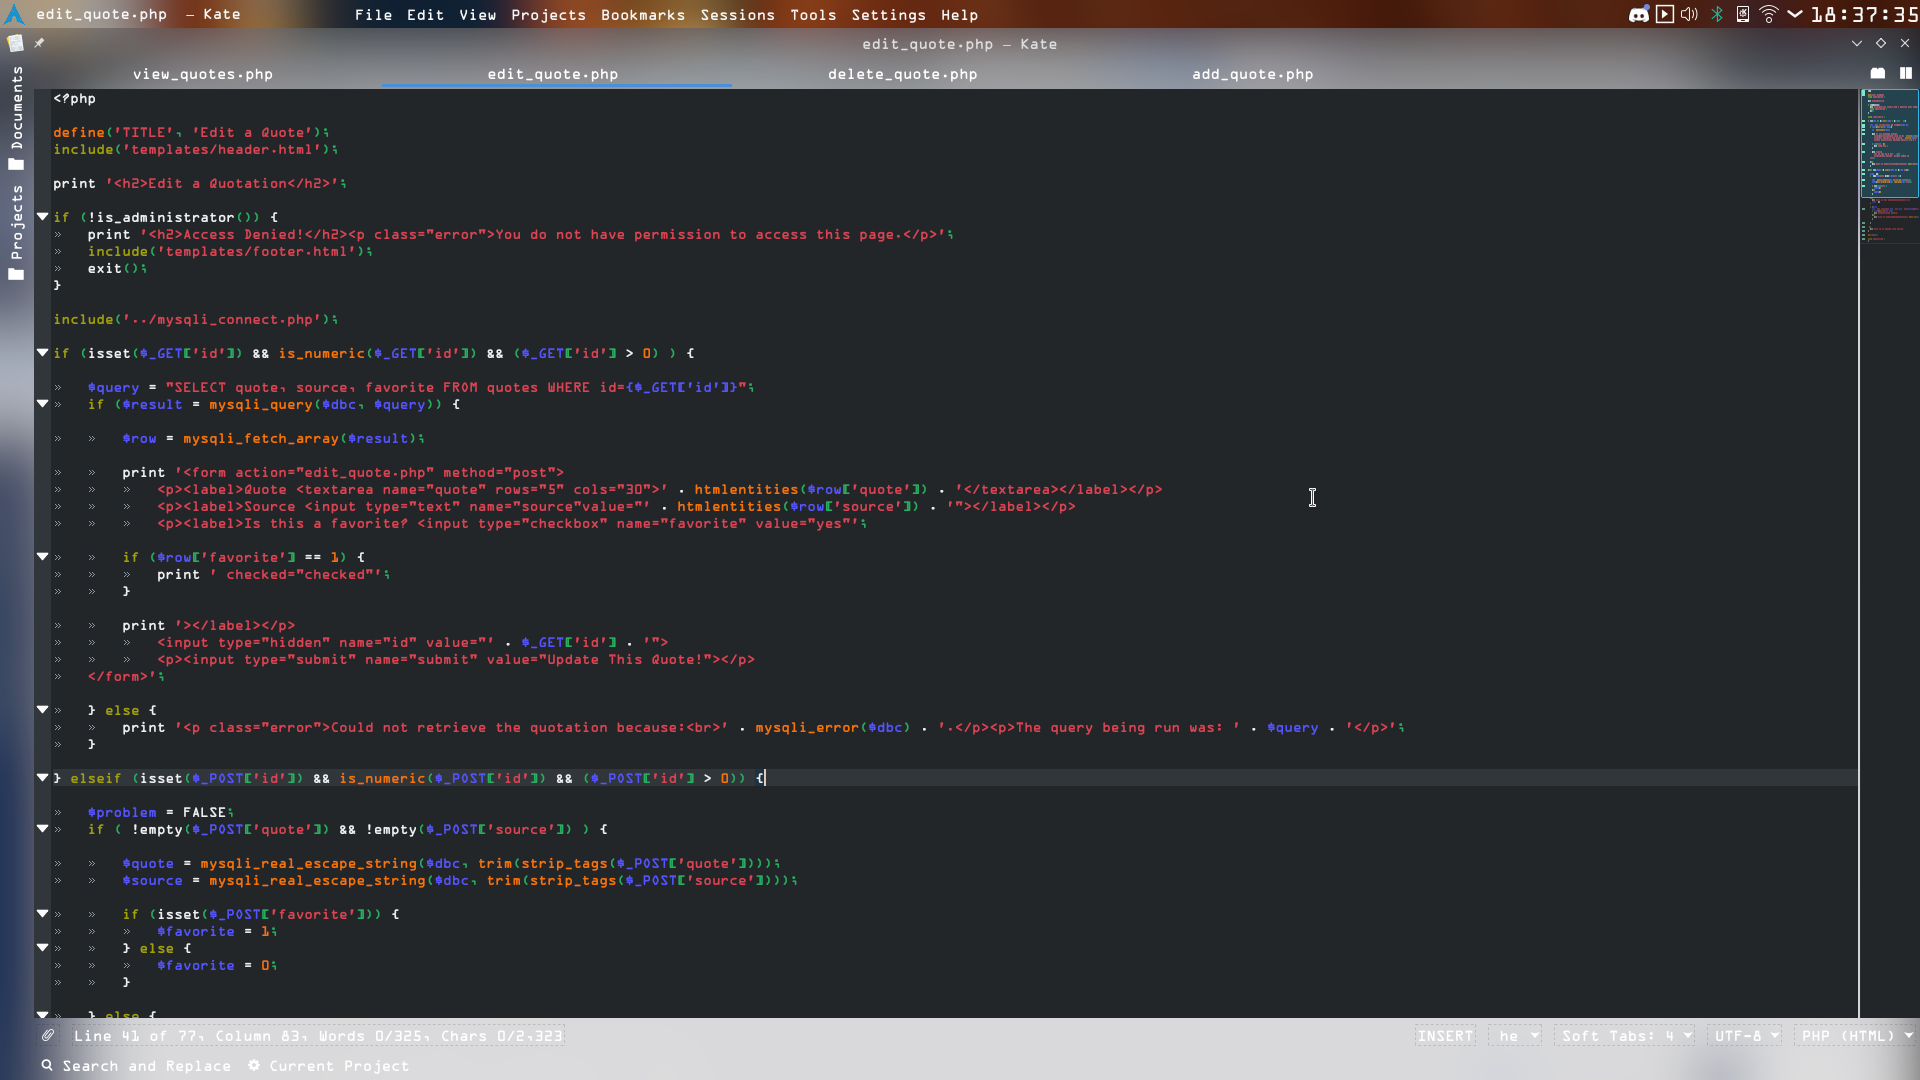 edit_quote.php — Kate File Edit View Projects Bookmarks Sessions Tools Settings Help 18:37:35
edit_quote.php — Kate
view_quotes.php edit_quote.php delete_quote.php add_quote.php
Documents
Projects
<?php
define('TITLE', 'Edit a Quote');
include('templates/header.html');
print '<h2>Edit a Quotation</h2>';
if (!is_administrator()) {
» print '<h2>Access Denied!</h2><p class="error">You do not have permission to access this page.</p>';
» include('templates/footer.html');
» exit();
}
include('../mysqli_connect.php');
if (isset($_GET['id']) && is_numeric($_GET['id']) && ($_GET['id'] > 0) ) {
» $query = "SELECT quote, source, favorite FROM quotes WHERE id={$_GET['id']}";
» if ($result = mysqli_query($dbc, $query)) {
» » $row = mysqli_fetch_array($result);
» » print '<form action="edit_quote.php" method="post">
» » » <p><label>Quote <textarea name="quote" rows="5" cols="30">' . htmlentities($row['quote']) . '</textarea></label></p>
» » » <p><label>Source <input type="text" name="source"value="' . htmlentities($row['source']) . '"></label></p>
» » » <p><label>Is this a favorite? <input type="checkbox" name="favorite" value="yes"';
» » if ($row['favorite'] == 1) {
» » » print ' checked="checked"';
» » }
» » print '></label></p>
» » » <input type="hidden" name="id" value="' . $_GET['id'] . '">
» » » <p><input type="submit" name="submit" value="Update This Quote!"></p>
» </form>';
» } else {
» » print '<p class="error">Could not retrieve the quotation because:<br>' . mysqli_error($dbc) . '.</p><p>The query being run was: ' . $query . '</p>';
» }
} elseif (isset($_POST['id']) && is_numeric($_POST['id']) && ($_POST['id'] > 0)) {
» $problem = FALSE;
» if ( !empty($_POST['quote']) && !empty($_POST['source']) ) {
» » $quote = mysqli_real_escape_string($dbc, trim(strip_tags($_POST['quote'])));
» » $source = mysqli_real_escape_string($dbc, trim(strip_tags($_POST['source'])));
» » if (isset($_POST['favorite'])) {
» » » $favorite = 1;
» » } else {
» » » $favorite = 0;
» » }
» } else {
Line 41 of 77, Column 83, Words 0/325, Chars 0/2,323 INSERT he Soft Tabs: 4 UTF-8 PHP (HTML)
Search and Replace Current Project